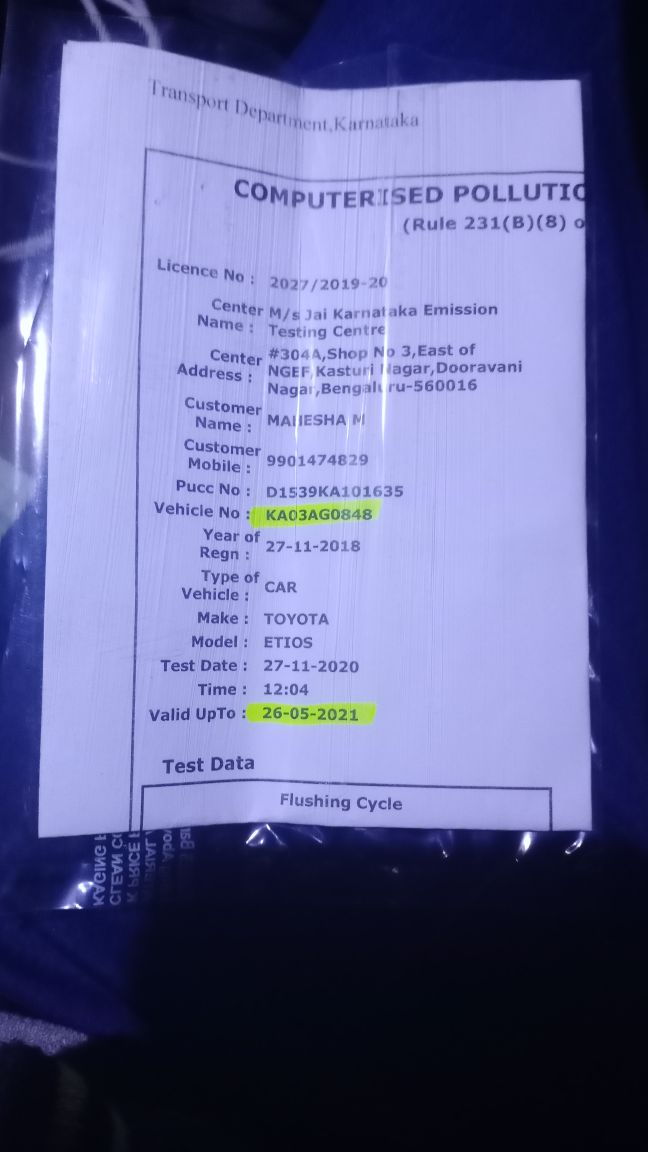 Transport Department,Karnataka
COMPUTERISED POLLUTIO
(Rule 231(B)(8) o
Licence No : 2027/2019-20
Center Name : M/s Jai Karnataka Emission
Testing Centre
Center Address : #304A,Shop No 3,East of
NGEF,Kasturi Nagar,Dooravani
Nagar,Bengaluru-560016
Customer Name : MAHESHA M
Customer Mobile : 9901474829
Pucc No : D1539KA101635
Vehicle No : KA03AG0848
Year of Regn : 27-11-2018
Type of Vehicle : CAR
Make : TOYOTA
Model : ETIOS
Test Date : 27-11-2020
Time : 12:04
Valid UpTo : 26-05-2021
Test Data
Flushing Cycle